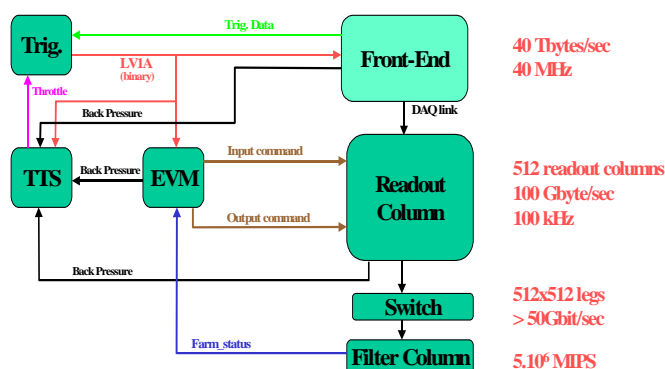 Trig. Data
Trig.
LV1A
(binary)
Front-End
40 Tbytes/sec
40 MHz
Throttle
Back Pressure
DAQ link
TTS
Back Pressure
EVM
Input command
Output command
Readout
Column
512 readout columns
100 Gbyte/sec
100 kHz
Back Pressure
Switch
512x512 legs
> 50Gbit/sec
Farm_status
Filter Column
5.10⁶ MIPS